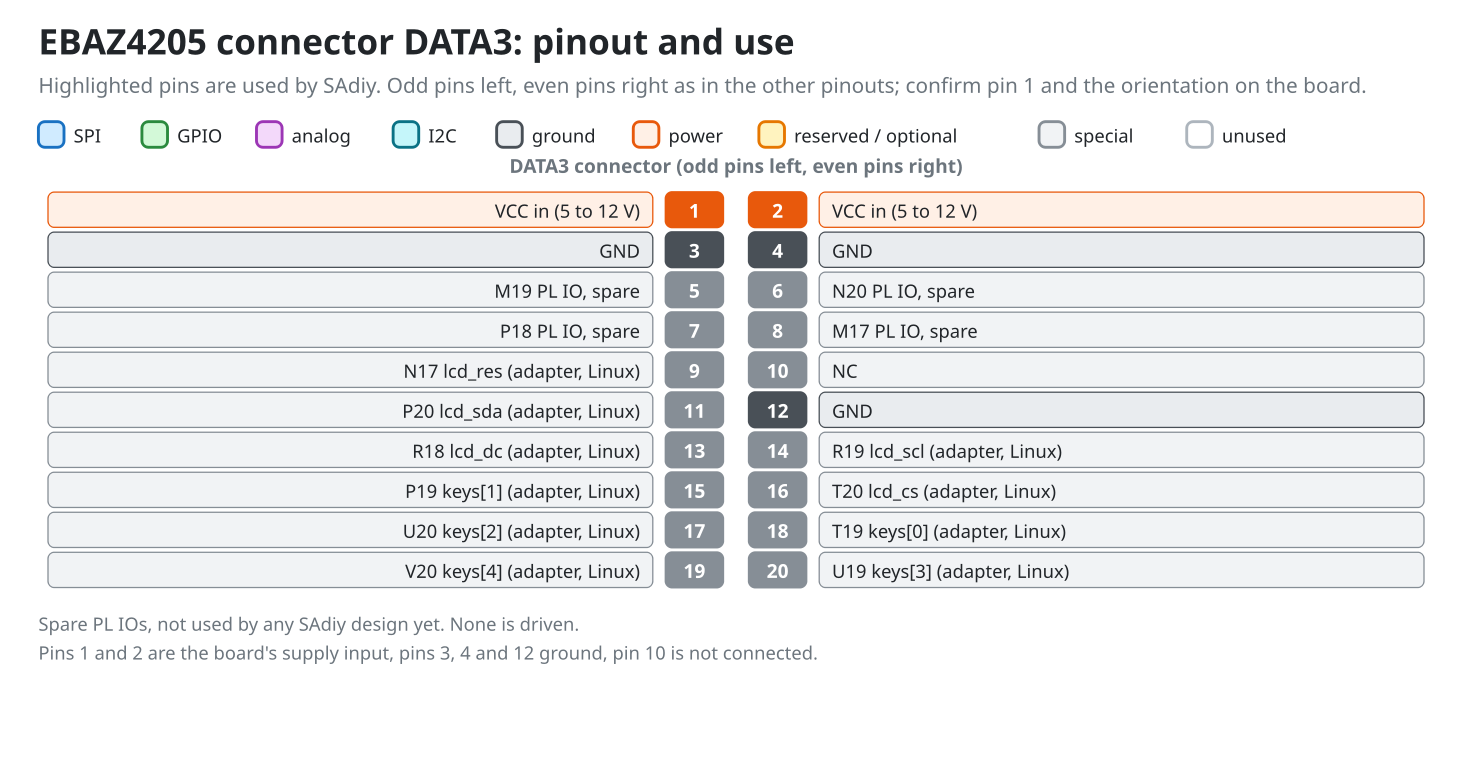 EBAZ4205 connector DATA3: pinout and use
Highlighted pins are used by SAdiy. Odd pins left, even pins right as in the other pinouts; confirm pin 1 and the orientation on the board.
SPI GPIO analog I2C ground power reserved / optional special unused
DATA3 connector (odd pins left, even pins right)
VCC in (5 to 12 V) 1 2 VCC in (5 to 12 V)
GND 3 4 GND
M19 PL IO, spare 5 6 N20 PL IO, spare
P18 PL IO, spare 7 8 M17 PL IO, spare
N17 lcd_res (adapter, Linux) 9 10 NC
P20 lcd_sda (adapter, Linux) 11 12 GND
R18 lcd_dc (adapter, Linux) 13 14 R19 lcd_scl (adapter, Linux)
P19 keys[1] (adapter, Linux) 15 16 T20 lcd_cs (adapter, Linux)
U20 keys[2] (adapter, Linux) 17 18 T19 keys[0] (adapter, Linux)
V20 keys[4] (adapter, Linux) 19 20 U19 keys[3] (adapter, Linux)
Spare PL IOs, not used by any SAdiy design yet. None is driven.
Pins 1 and 2 are the board's supply input, pins 3, 4 and 12 ground, pin 10 is not connected.